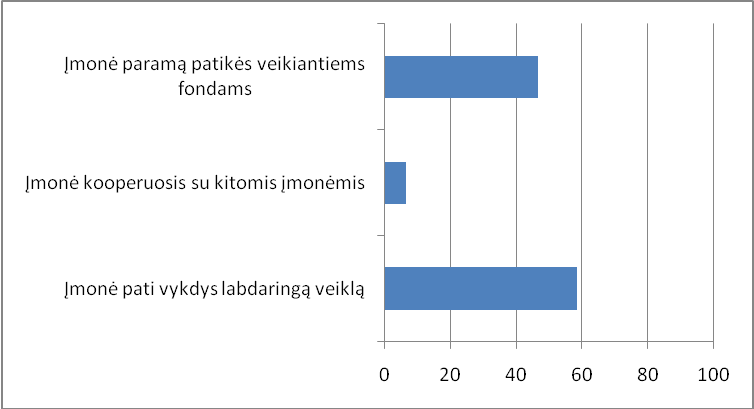 Įmonė paramą patikės veikiantiems
fondams
Įmonė kooperuosis su kitomis įmonėmis
Įmonė pati vykdys labdaringą veiklą
0 20 40 60 80 100